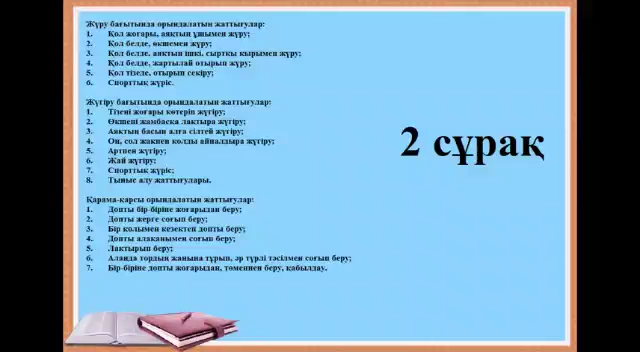 Жүру бағытында орындалатын жаттығулар:
1. Қол жоғары, аяқтың ұшымен жүру;
2. Қол белде, өкшемен жүру;
3. Қол белде, аяқтың ішкі, сыртқы қырымен жүру;
4. Қол белде, жартылай отырып жүру;
5. Қол тізеде, отырып секіру;
6. Спорттық жүріс.
Жүгіру бағытында орындалатын жаттығулар:
1. Тізені жоғары көтеріп жүгіру;
2. Өкшені жамбасқа лақтыра жүгіру;
3. Аяқтың басын алға сілтей жүгіру;
4. Оң, сол жақпен қолды айналдыра жүгіру;
5. Артпен жүгіру;
6. Жай жүгіру;
7. Спорттық жүріс;
8. Тыныс алу жаттығулары.
Қарама-қарсы орындалатын жаттығулар:
1. Допты бір-біріне жоғарыдан беру;
2. Допты жерге соғып беру;
3. Бір қолымен кезектеп допты беру;
4. Допты алақанымен соғып беру;
5. Лақтырып беру;
6. Алаңда тордың жанына тұрып, әр түрлі тәсілмен соғып беру;
7. Бір-біріне допты жоғарыдан, төменнен беру, қабылдау.
2 сұрақ